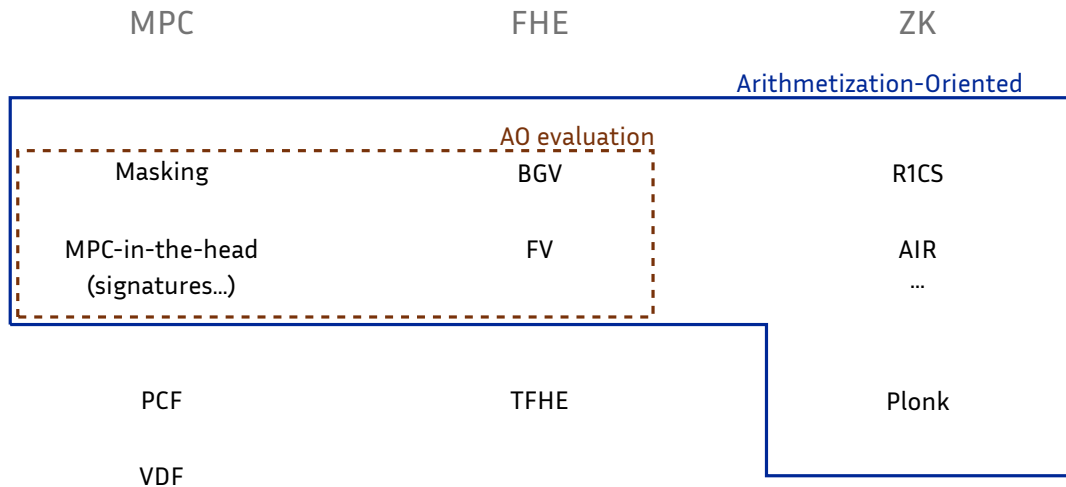 MPC FHE ZK
Arithmetization-Oriented
AO evaluation
Masking BGV R1CS
MPC-in-the-head FV AIR
(signatures...) ...
PCF TFHE Plonk
VDF